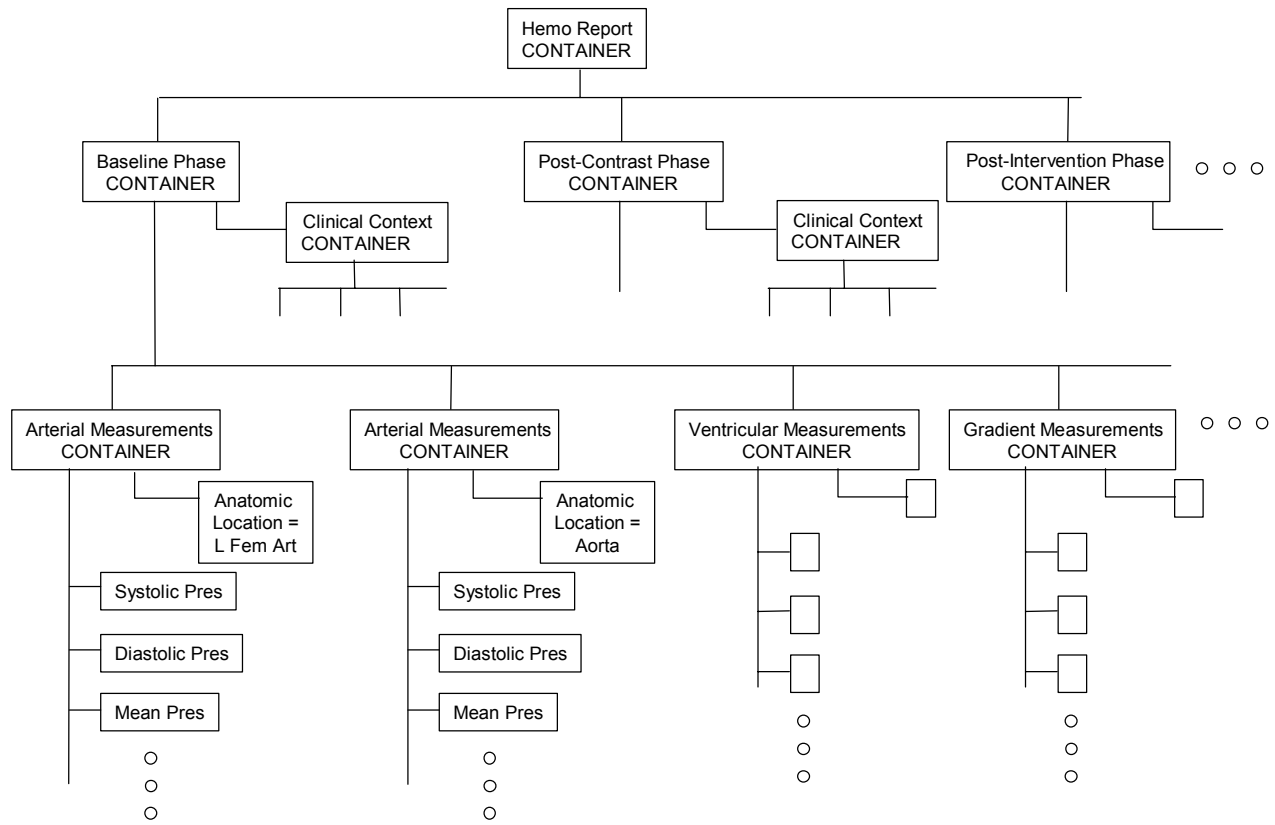 Hemo Report
CONTAINER
Baseline Phase
CONTAINER
Post-Contrast Phase
CONTAINER
Post-Intervention Phase
CONTAINER
Clinical Context
CONTAINER
Clinical Context
CONTAINER
Arterial Measurements
CONTAINER
Arterial Measurements
CONTAINER
Ventricular Measurements
CONTAINER
Gradient Measurements
CONTAINER
Anatomic
Location =
L Fem Art
Anatomic
Location =
Aorta
Systolic Pres
Systolic Pres
Diastolic Pres
Diastolic Pres
Mean Pres
Mean Pres